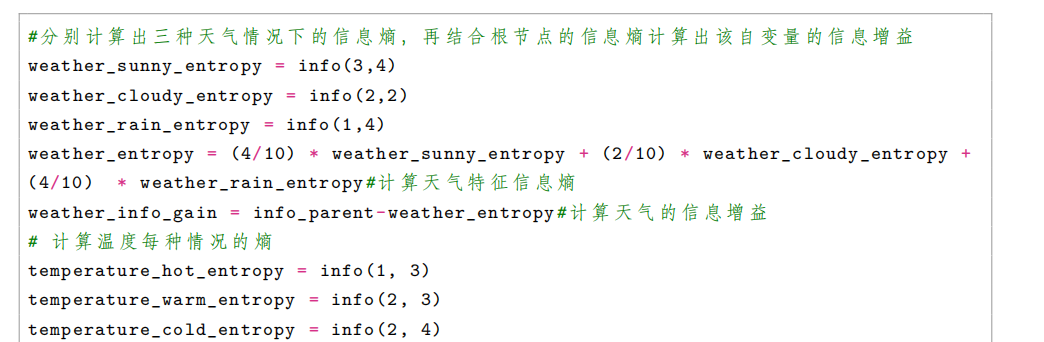 #分别计算出三种天气情况下的信息熵，再结合根节点的信息熵计算出该自变量的信息增益
weather_sunny_entropy = info(3,4)
weather_cloudy_entropy = info(2,2)
weather_rain_entropy = info(1,4)
weather_entropy = (4/10) * weather_sunny_entropy + (2/10) * weather_cloudy_entropy +
(4/10)  * weather_rain_entropy#计算天气特征信息熵
weather_info_gain = info_parent-weather_entropy#计算天气的信息增益
# 计算温度每种情况的熵
temperature_hot_entropy = info(1, 3)
temperature_warm_entropy = info(2, 3)
temperature_cold_entropy = info(2, 4)